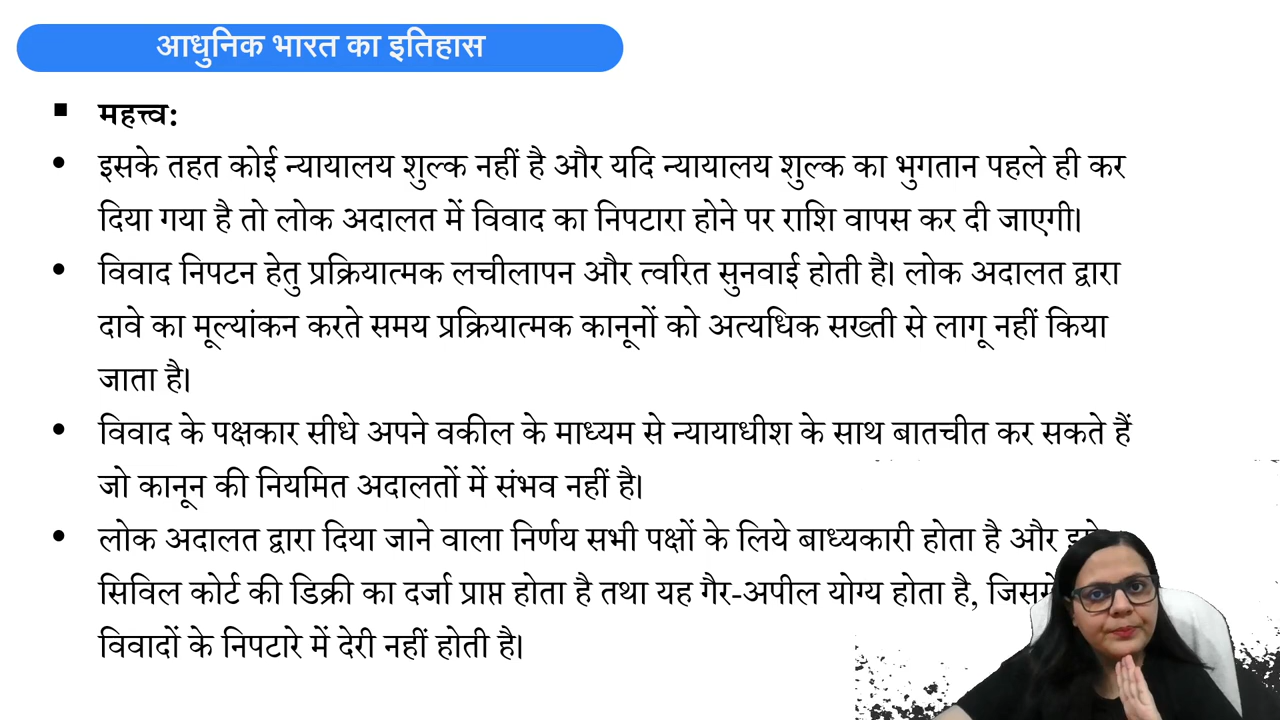 आधुनिक भारत का इतिहास
▪ महत्त्व:
• इसके तहत कोई न्यायालय शुल्क नहीं है और यदि न्यायालय शुल्क का भुगतान पहले ही कर
दिया गया है तो लोक अदालत में विवाद का निपटारा होने पर राशि वापस कर दी जाएगी।
• विवाद निपटन हेतु प्रक्रियात्मक लचीलापन और त्वरित सुनवाई होती है। लोक अदालत द्वारा
दावे का मूल्यांकन करते समय प्रक्रियात्मक कानूनों को अत्यधिक सख्ती से लागू नहीं किया
जाता है।
• विवाद के पक्षकार सीधे अपने वकील के माध्यम से न्यायाधीश के साथ बातचीत कर सकते हैं
जो कानून की नियमित अदालतों में संभव नहीं है।
• लोक अदालत द्वारा दिया जाने वाला निर्णय सभी पक्षों के लिये बाध्यकारी होता है और
सिविल कोर्ट की डिक्री का दर्जा प्राप्त होता है तथा यह गैर-अपील योग्य होता है,
विवादों के निपटारे में देरी नहीं होती है।